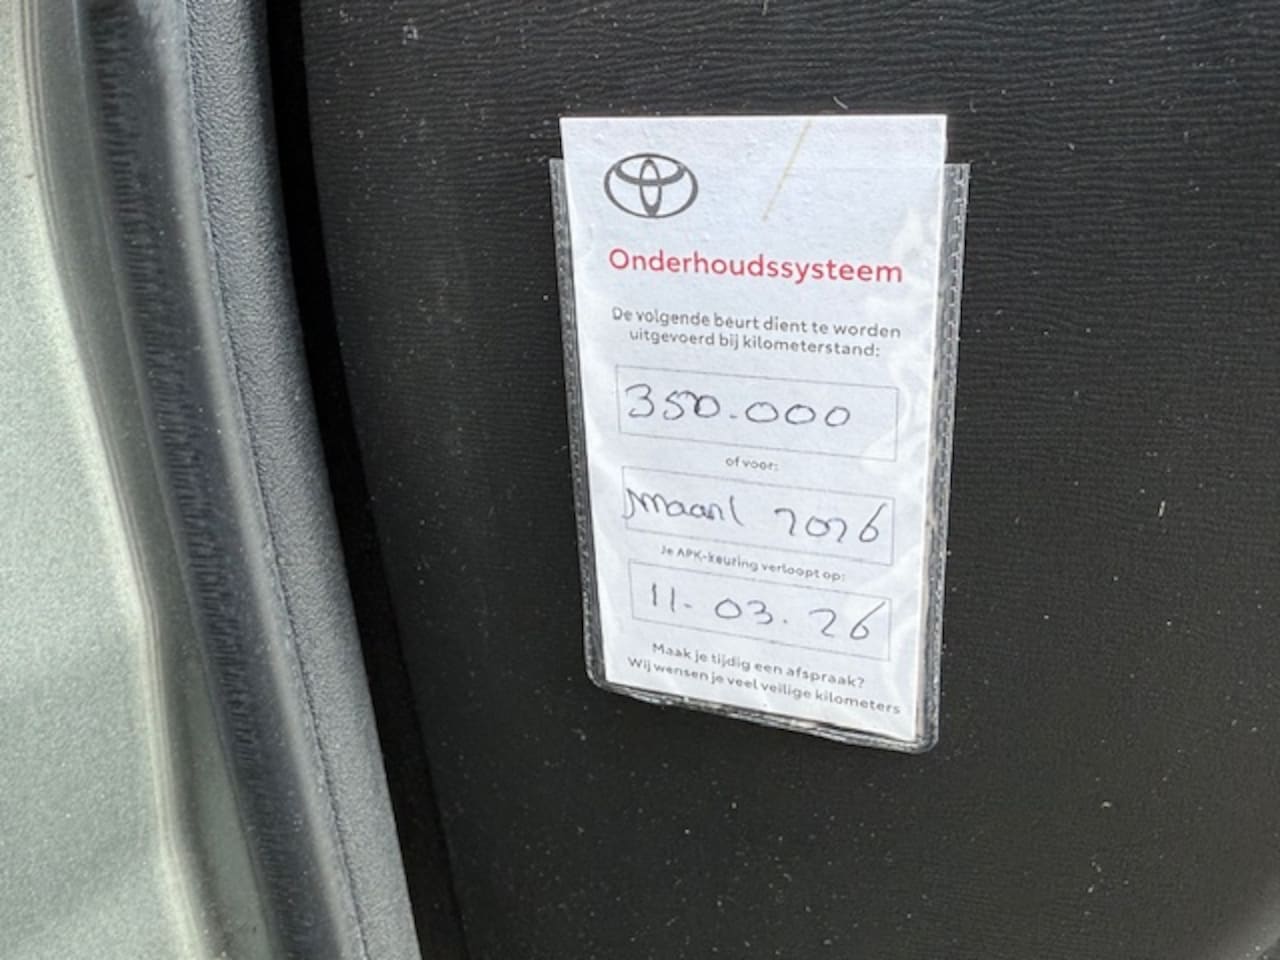 Onderhoudssysteem
De volgende beurt dient te worden
uitgevoerd bij kilometerstand:
350.000
of voor:
maart 2026
Je APK-keuring verloopt op:
11-03.26
Maak je tijdig een afspraak?
Wij wensen je veel veilige kilometers